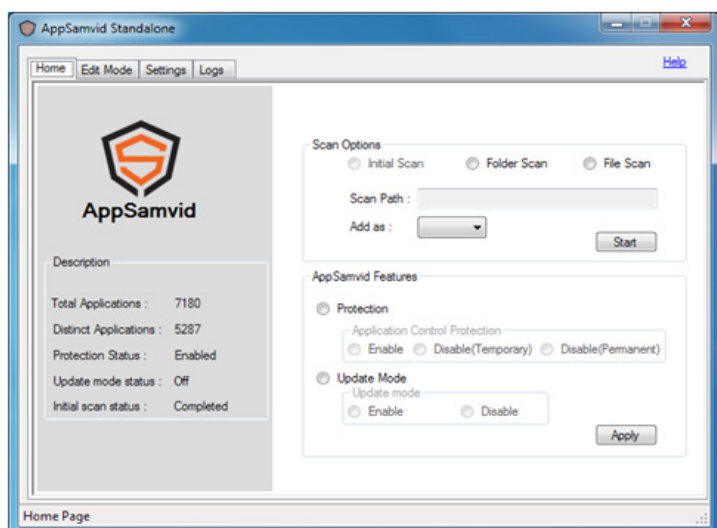 AppSamvid Standalone
Home Edit Mode Settings Logs
Help
AppSamvid
Description
Total Applications : 7180
Distinct Applications : 5287
Protection Status : Enabled
Update mode status : Off
Initial scan status : Completed
Scan Options
Initial Scan Folder Scan File Scan
Scan Path :
Add as :
Start
AppSamvid Features
Protection
Application Control Protection
Enable Disable(Temporary) Disable(Permanent)
Update Mode
Update mode
Enable Disable
Apply
Home Page